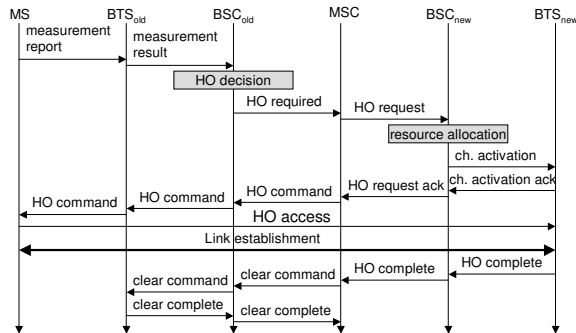 MS BTSold BSCold MSC BSCnew BTSnew
measurement report
measurement result
HO decision
HO required
HO request
resource allocation
ch. activation
ch. activation ack
HO request ack
HO command
HO command
HO command
HO access
Link establishment
HO complete
HO complete
clear command
clear command
clear complete
clear complete